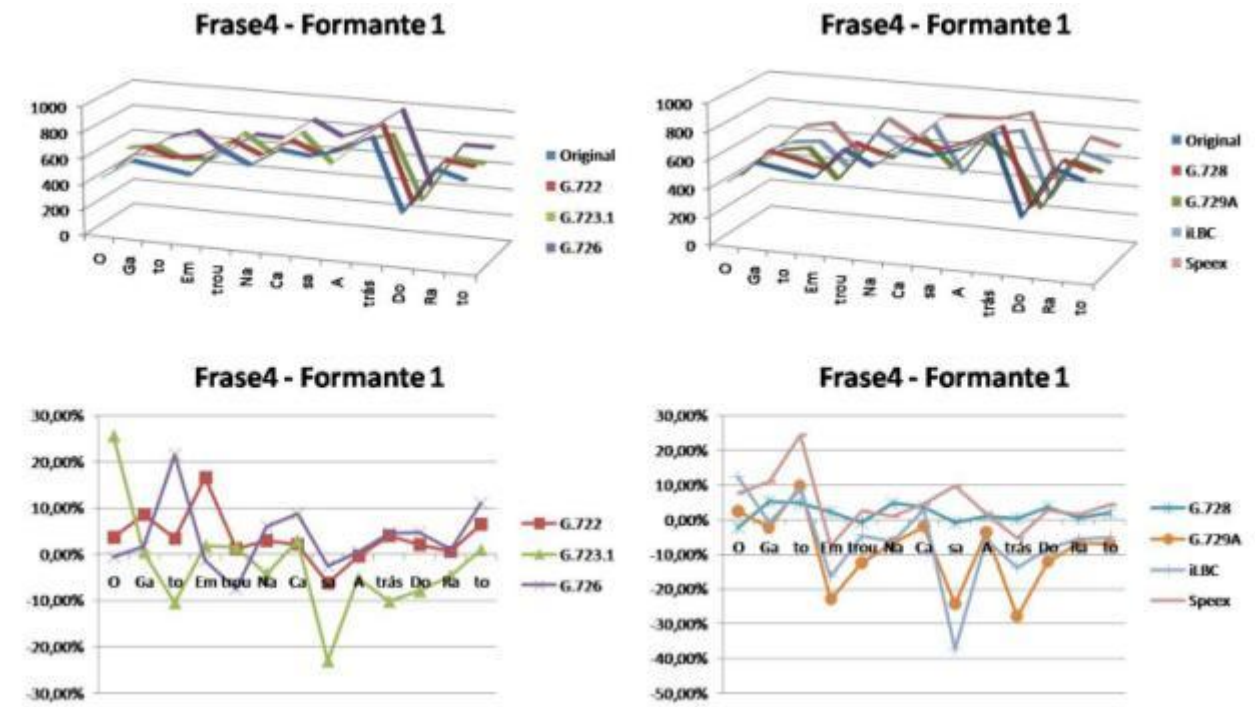 Frase4 - Formante 1
1000
800
600
400
200
0
O
Ga
to
Em
trou
Na
Ca
sa
A
trás
Do
Ra
to
Original
G.722
G.723.1
G.726
Frase4 - Formante 1
1000
800
600
400
200
0
O
Ga
to
Em
trou
Na
Ca
sa
A
trás
Do
Ra
to
Original
G.728
G.729A
iLBC
Speex
Frase4 - Formante 1
30,00%
20,00%
10,00%
0,00%
-10,00%
-20,00%
-30,00%
O Ga to Em trou Na Ca sa A trás Do Ra to
G.722
G.723.1
G.726
Frase4 - Formante 1
30,00%
20,00%
10,00%
0,00%
-10,00%
-20,00%
-30,00%
-40,00%
-50,00%
O Ga to Em trou Na Ca sa A trás Do Ra to
G.728
G.729A
iLBC
Speex